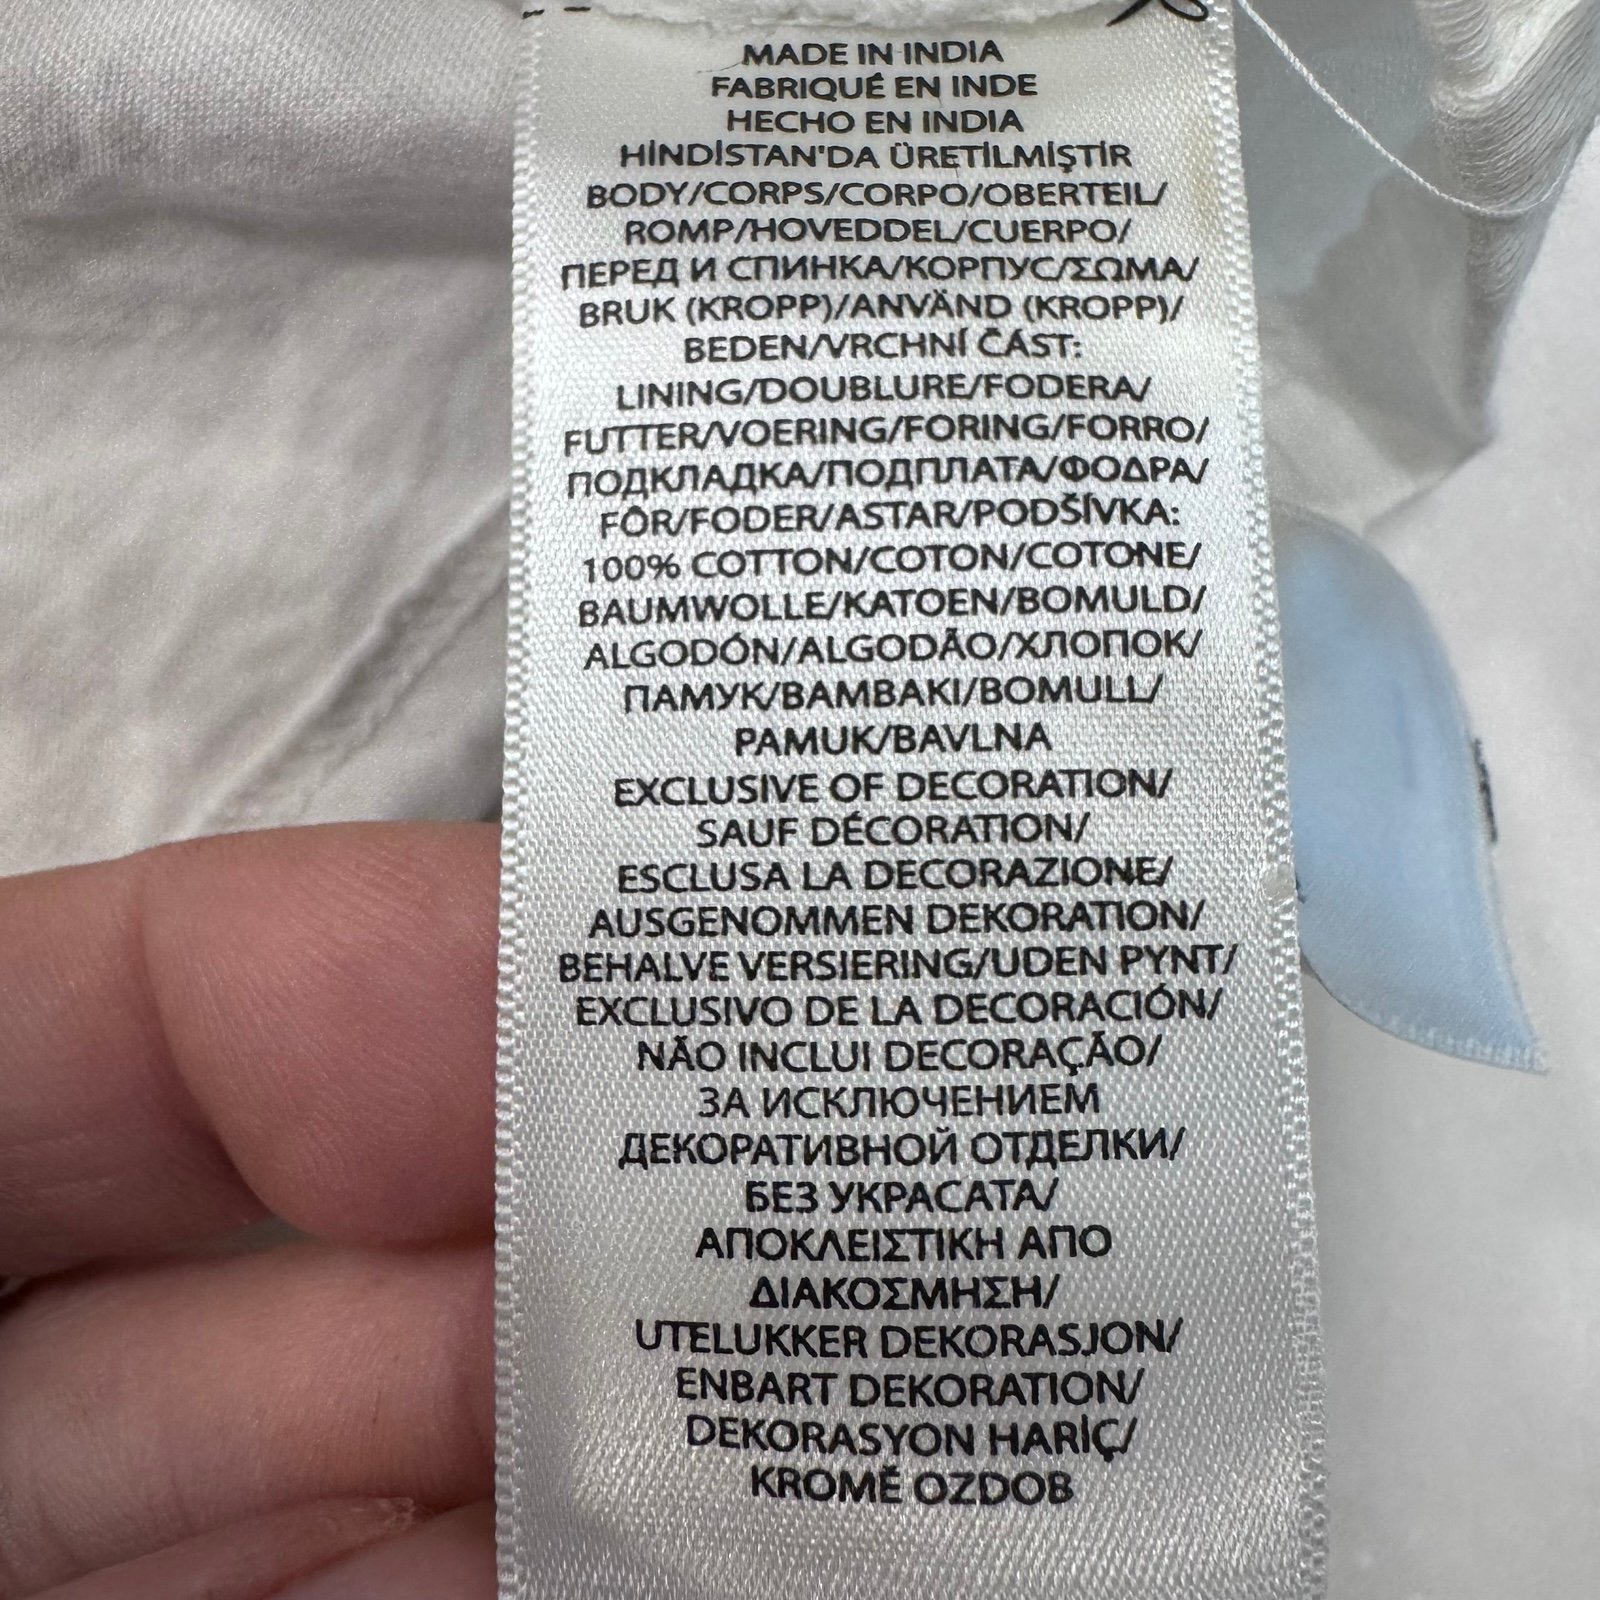 MADE IN INDIA
FABRIQUÉ EN INDE
HECHO EN INDIA
HİNDİSTAN'DA ÜRETİLMİŞTİR
BODY/CORPS/CORPO/OBERTEIL/
ROMP/HOVEDDEL/CUERPO/
ПЕРЕД И СПИНКА/КОРПУС/ΣΩΜΑ/
BRUK (KROPP)/ANVÄND (KROPP)/
BEDEN/VRCHNÍ ČÁST:
LINING/DOUBLURE/FODERA/
FUTTER/VOERING/FORING/FORRO/
ПОДКЛАДКА/ПОДПЛАТА/ΦΟΔΡΑ/
FÔR/FODER/ASTAR/PODŠÍVKA:
100% COTTON/COTON/COTONE/
BAUMWOLLE/KATOEN/BOMULD/
ALGODÓN/ALGODÃO/ХЛОПОК/
ПАМУК/ΒΑΜΒΑΚΙ/BOMULL/
PAMUK/BAVLNA
EXCLUSIVE OF DECORATION/
SAUF DÉCORATION/
ESCLUSA LA DECORAZIONE/
AUSGENOMMEN DEKORATION/
BEHALVE VERSIERING/UDEN PYNT/
EXCLUSIVO DE LA DECORACIÓN/
NÃO INCLUI DECORAÇÃO/
ЗА ИСКЛЮЧЕНИЕМ
ДЕКОРАТИВНОЙ ОТДЕЛКИ/
БЕЗ УКРАСАТА/
ΑΠΟΚΛΕΙΣΤΙΚΗ ΑΠΟ
ΔΙΑΚΟΣΜΗΣΗ/
UTELUKKER DEKORASJON/
ENBART DEKORATION/
DEKORASYON HARİÇ/
KROMĚ OZDOB